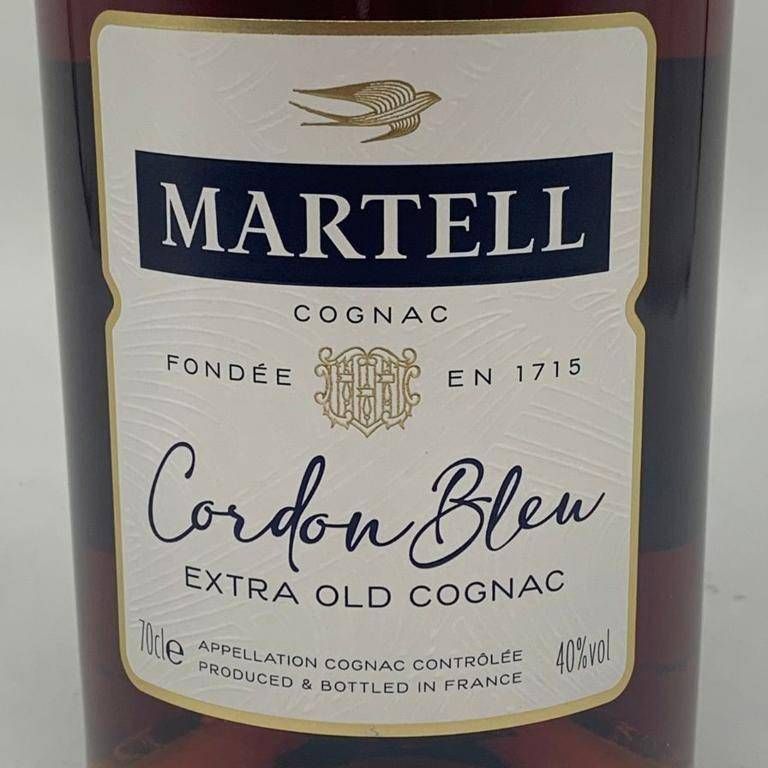 MARTELL
COGNAC
FONDÉE EN 1715
Cordon Bleu
EXTRA OLD COGNAC
70cl e APPELLATION COGNAC CONTRÔLÉE 40%vol
PRODUCED & BOTTLED IN FRANCE